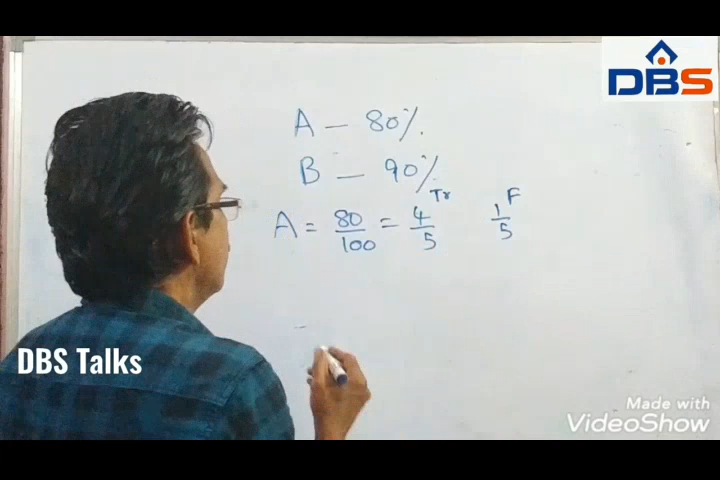 DBS
A — 80%.
B — 90%
A = 80/100 = 4/5 Tr 1/5 F
DBS Talks
Made with
VideoShow